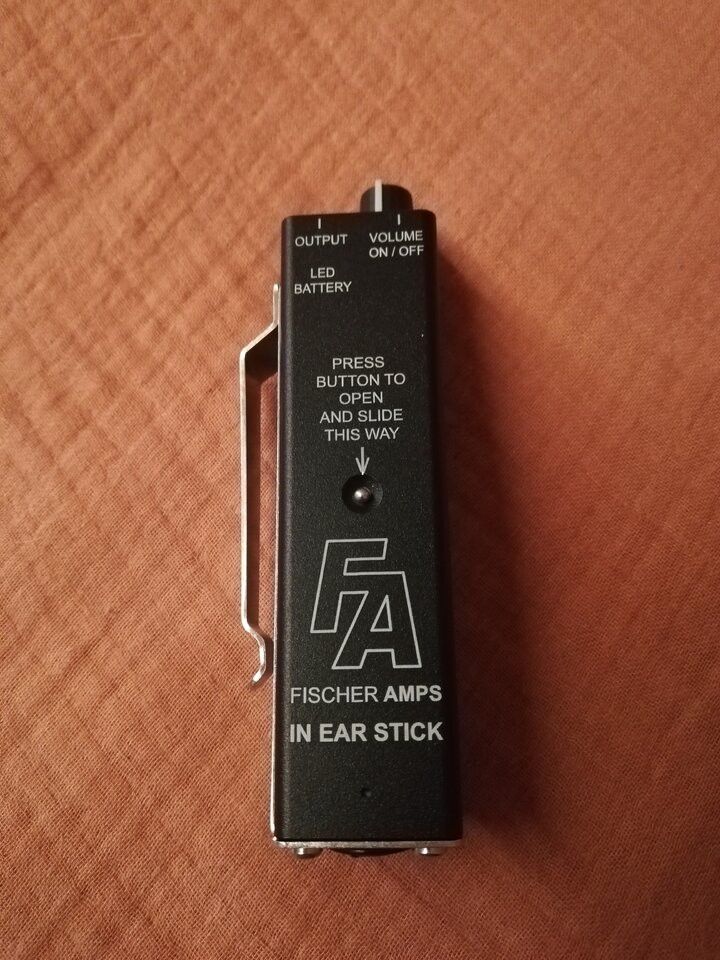 OUTPUT
VOLUME
ON / OFF
LED
BATTERY
PRESS
BUTTON TO
OPEN
AND SLIDE
THIS WAY
FA
FISCHER AMPS
IN EAR STICK